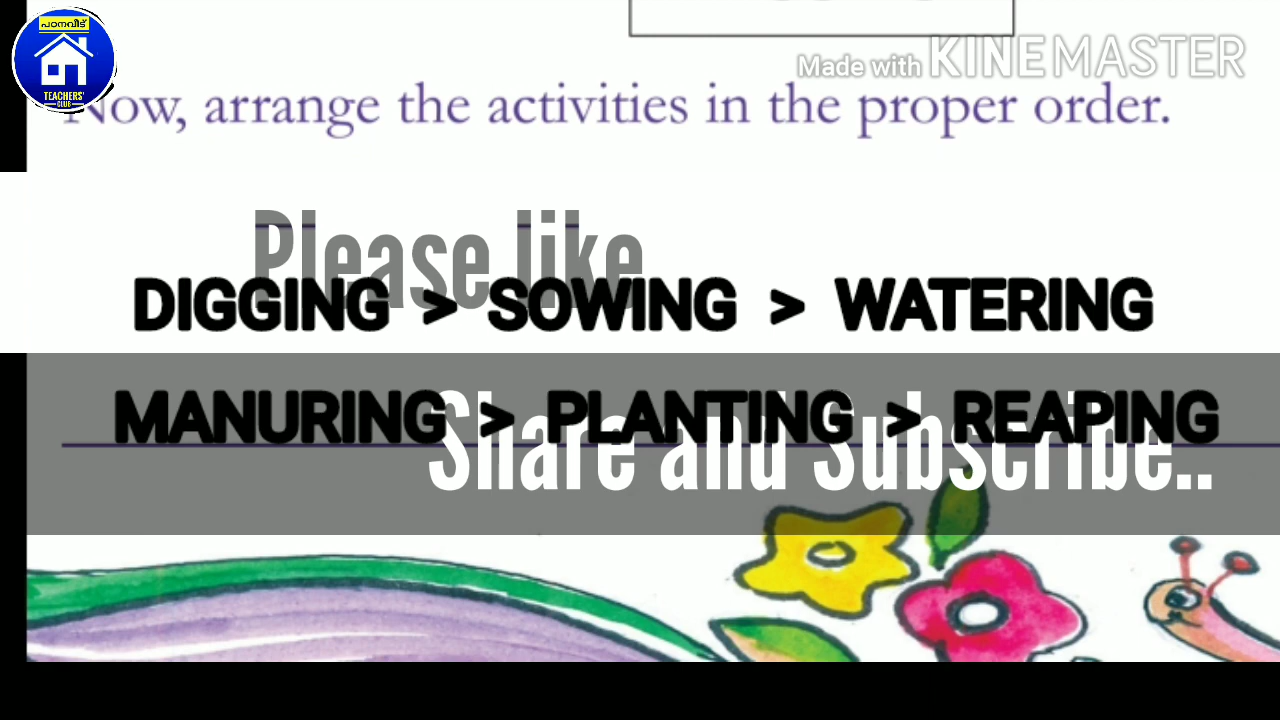 പഠനവീട്
TEACHERS'
CLUB
Made with KINEMASTER
Now, arrange the activities in the proper order.
Please like
DIGGING > SOWING > WATERING
MANURING > PLANTING > REAPING
Share and Subscribe..